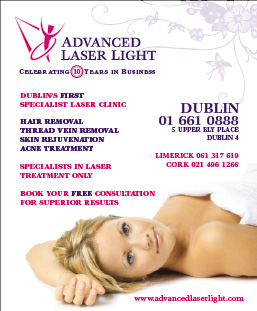 ADVANCED
LASER LIGHT
CELEBRATING 10 YEARS IN BUSINESS
DUBLIN'S FIRST
SPECIALIST LASER CLINIC
HAIR REMOVAL
THREAD VEIN REMOVAL
SKIN REJUVENATION
ACNE TREATMENT
SPECIALISTS IN LASER
TREATMENT ONLY
BOOK YOUR FREE CONSULTATION
FOR SUPERIOR RESULTS
DUBLIN
01 661 0888
5 UPPER ELY PLACE
DUBLIN 4
LIMERICK 061 317 619
CORK 021 496 1266
www.advancedlaserlight.com